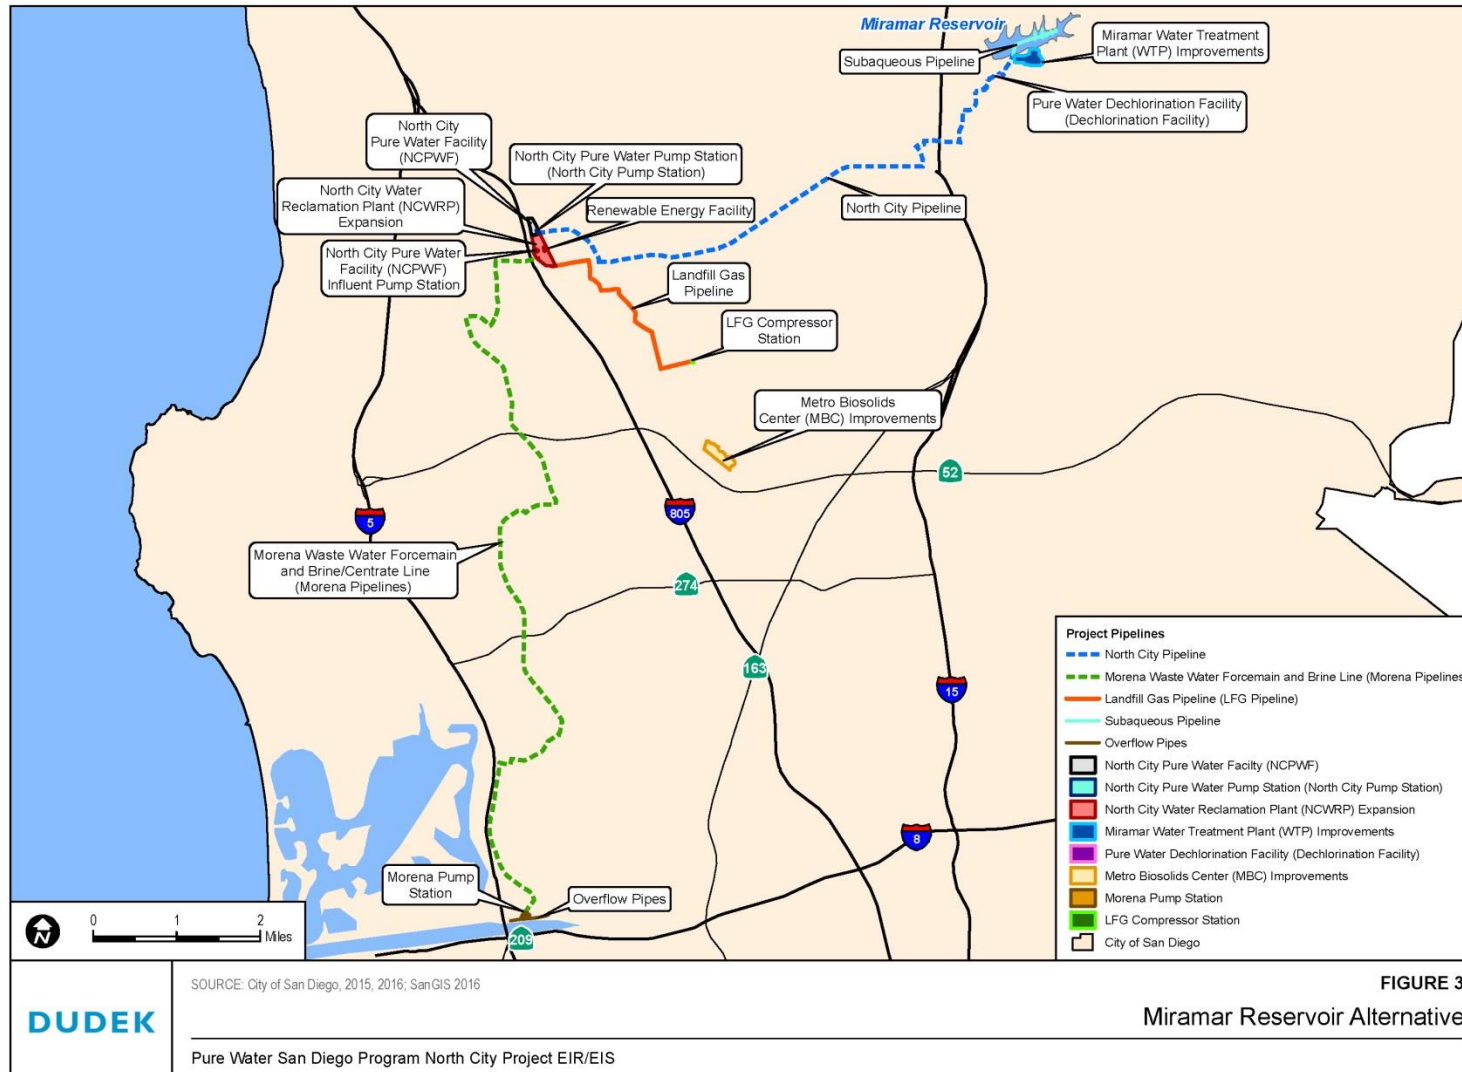 Miramar Reservoir
Miramar Water Treatment
Plant (WTP) Improvements
Subaqueous Pipeline
Pure Water Dechlorination Facility
(Dechlorination Facility)
North City
Pure Water Facility
(NCPWF)
North City Pure Water Pump Station
(North City Pump Station)
North City Water
Reclamation Plant (NCWRP)
Expansion
Renewable Energy Facility
North City Pipeline
North City Pure Water
Facility (NCPWF)
Influent Pump Station
Landfill Gas
Pipeline
LFG Compressor
Station
Metro Biosolids
Center (MBC) Improvements
52
5
805
Morena Waste Water Forcemain
and Brine/Centrate Line
(Morena Pipelines)
274
163
15
8
Morena Pump
Station
Overflow Pipes
209
Project Pipelines
North City Pipeline
Morena Waste Water Forcemain and Brine Line (Morena Pipelines
Landfill Gas Pipeline (LFG Pipeline)
Subaqueous Pipeline
Overflow Pipes
North City Pure Water Facilty (NCPWF)
North City Pure Water Pump Station (North City Pump Station)
North City Water Reclamation Plant (NCWRP) Expansion
Miramar Water Treatment Plant (WTP) Improvements
Pure Water Dechlorination Facility (Dechlorination Facility)
Metro Biosolids Center (MBC) Improvements
Morena Pump Station
LFG Compressor Station
City of San Diego
N
0 1 2
Miles
DUDEK
SOURCE: City of San Diego, 2015, 2016; SanGIS 2016
FIGURE 3
Miramar Reservoir Alternative
Pure Water San Diego Program North City Project EIR/EIS